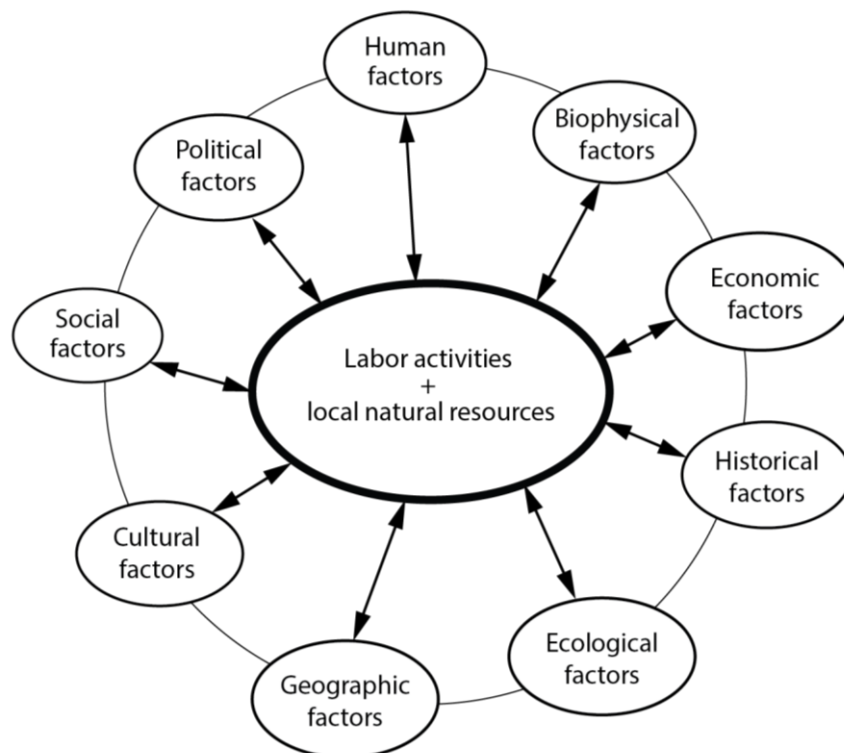 Human
factors
Biophysical
factors
Political
factors
Economic
factors
Social
factors
Labor activities
+
local natural resources
Historical
factors
Cultural
factors
Ecological
factors
Geographic
factors